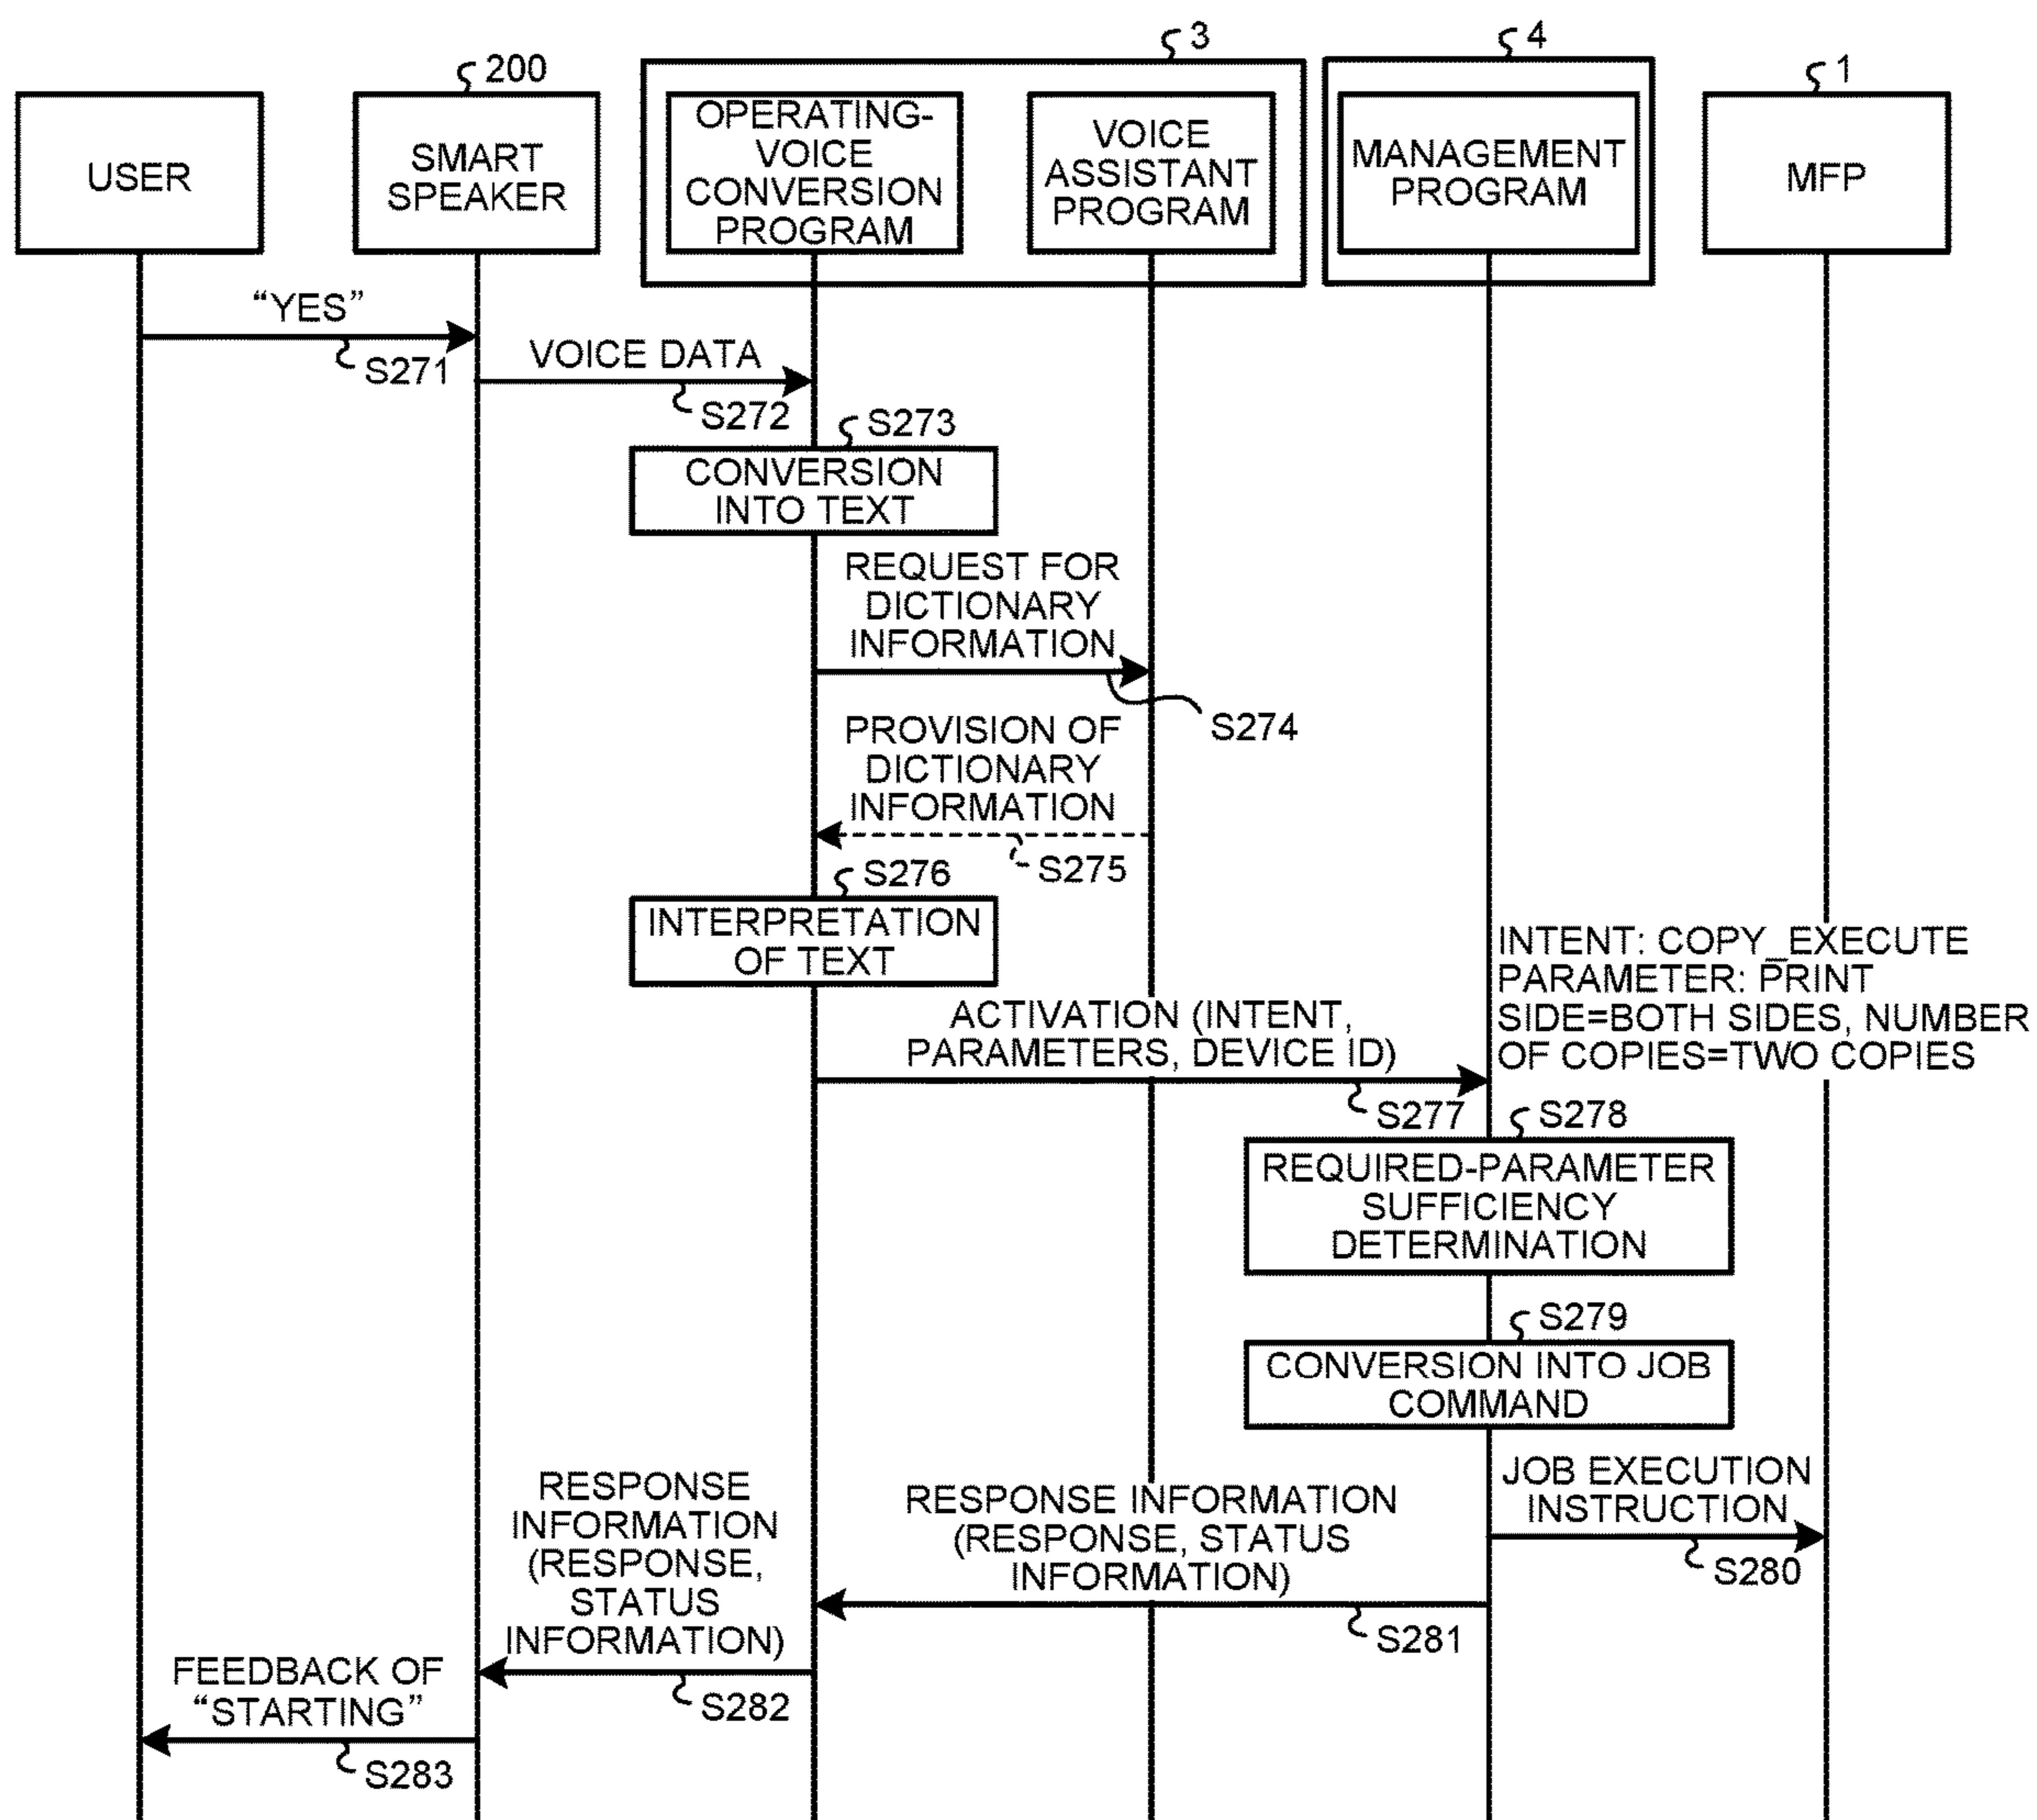 3
4
200
1
USER
SMART
SPEAKER
OPERATING-
VOICE
CONVERSION
PROGRAM
VOICE
ASSISTANT
PROGRAM
MANAGEMENT
PROGRAM
MFP
“YES”
S271
VOICE DATA
S272
S273
CONVERSION
INTO TEXT
REQUEST FOR
DICTIONARY
INFORMATION
S274
PROVISION OF
DICTIONARY
INFORMATION
S275
S276
INTERPRETATION
OF TEXT
INTENT: COPY_EXECUTE
PARAMETER: PRINT
SIDE=BOTH SIDES, NUMBER
OF COPIES=TWO COPIES
ACTIVATION (INTENT,
PARAMETERS, DEVICE ID)
S277
S278
REQUIRED-PARAMETER
SUFFICIENCY
DETERMINATION
S279
CONVERSION INTO JOB
COMMAND
JOB EXECUTION
INSTRUCTION
S280
RESPONSE INFORMATION
(RESPONSE, STATUS
INFORMATION)
S281
RESPONSE
INFORMATION
(RESPONSE,
STATUS
INFORMATION)
S282
FEEDBACK OF
“STARTING”
S283